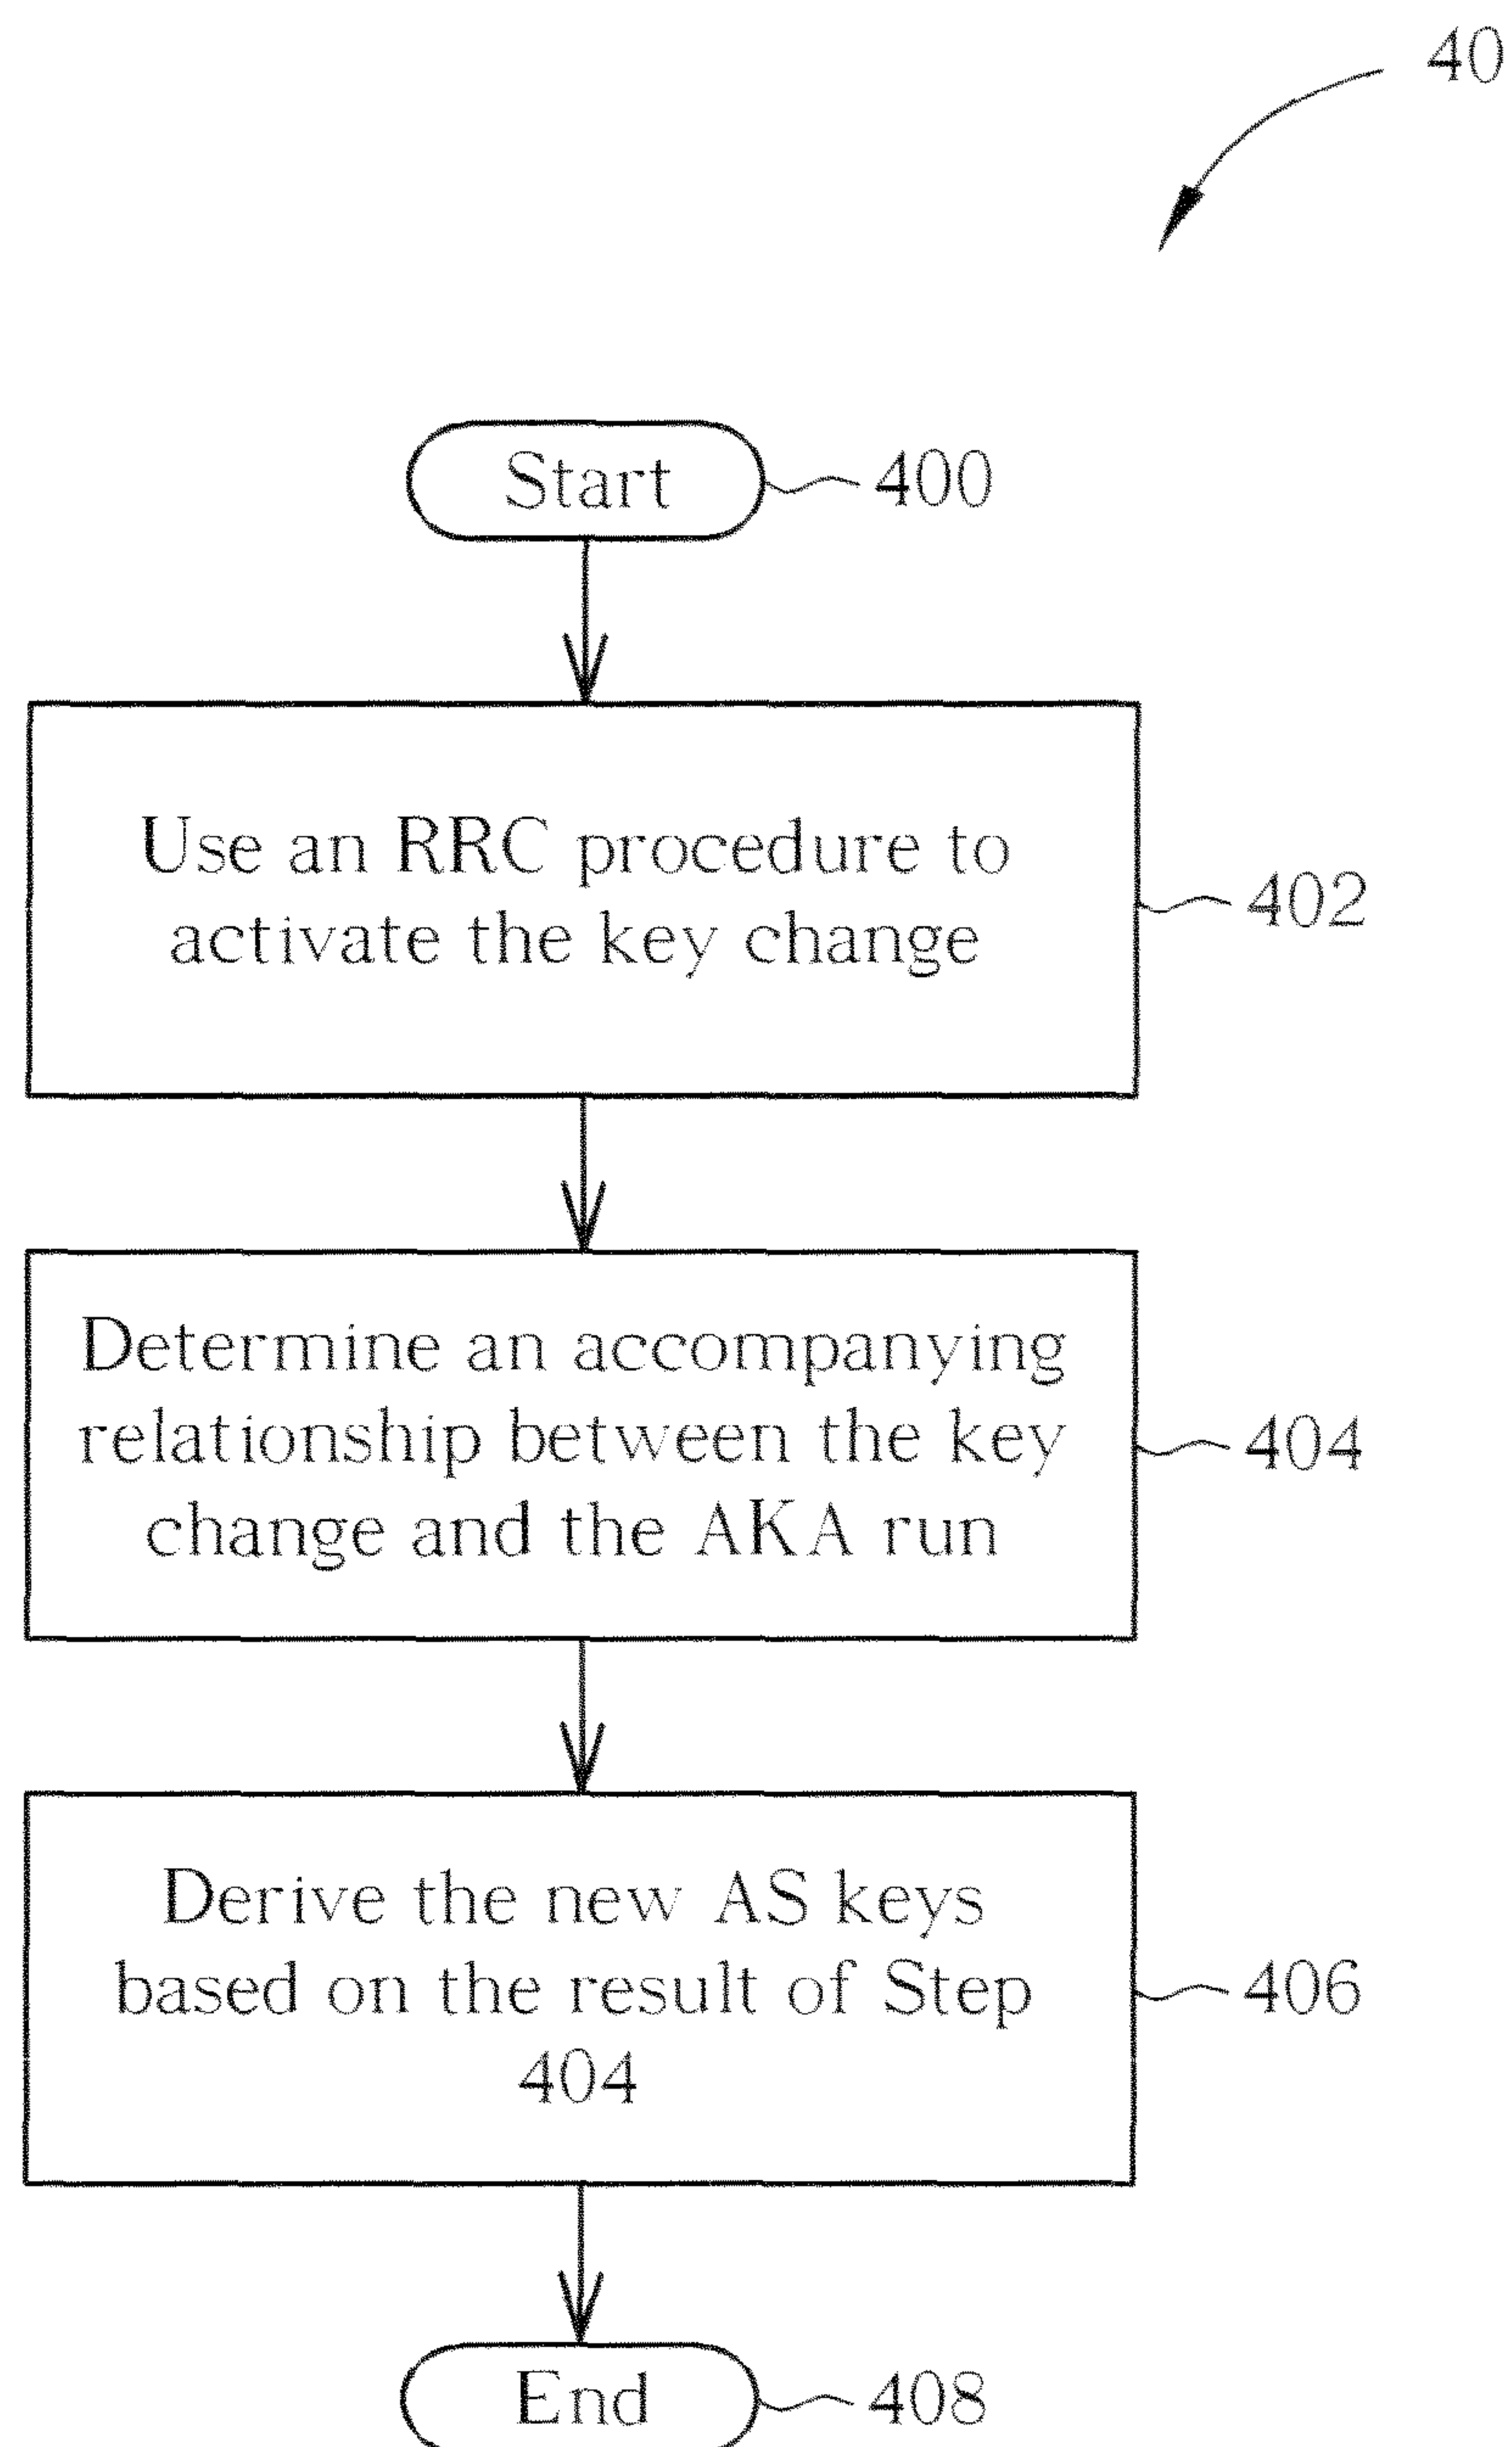 40
Start
400
Use an RRC procedure to
activate the key change
402
Determine an accompanying
relationship between the key
change and the AKA run
404
Derive the new AS keys
based on the result of Step
404
406
End
408